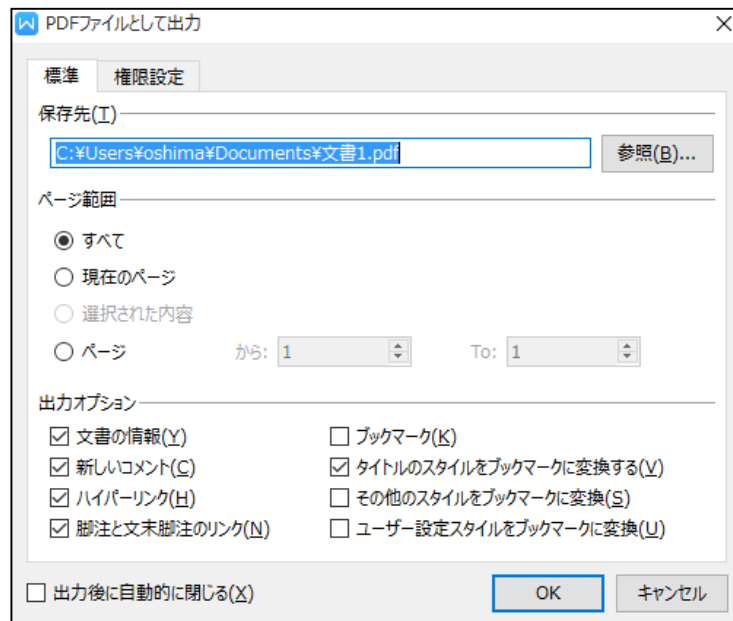 PDFファイルとして出力
標準 権限設定
保存先(T)
C:¥Users¥oshima¥Documents¥文書1.pdf 参照(B)...
ページ範囲
すべて
現在のページ
選択された内容
ページ から: 1 To: 1
出力オプション
文書の情報(Y) ブックマーク(K)
新しいコメント(C) タイトルのスタイルをブックマークに変換する(V)
ハイパーリンク(H) その他のスタイルをブックマークに変換(S)
脚注と文末脚注のリンク(N) ユーザー設定スタイルをブックマークに変換(U)
出力後に自動的に閉じる(X) OK キャンセル